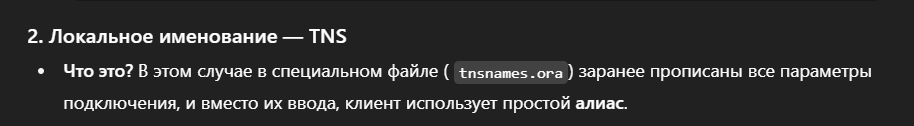 2. Локальное именование — TNS
• Что это? В этом случае в специальном файле ( tnsnames.ora ) заранее прописаны все параметры
подключения, и вместо их ввода, клиент использует простой алиас.